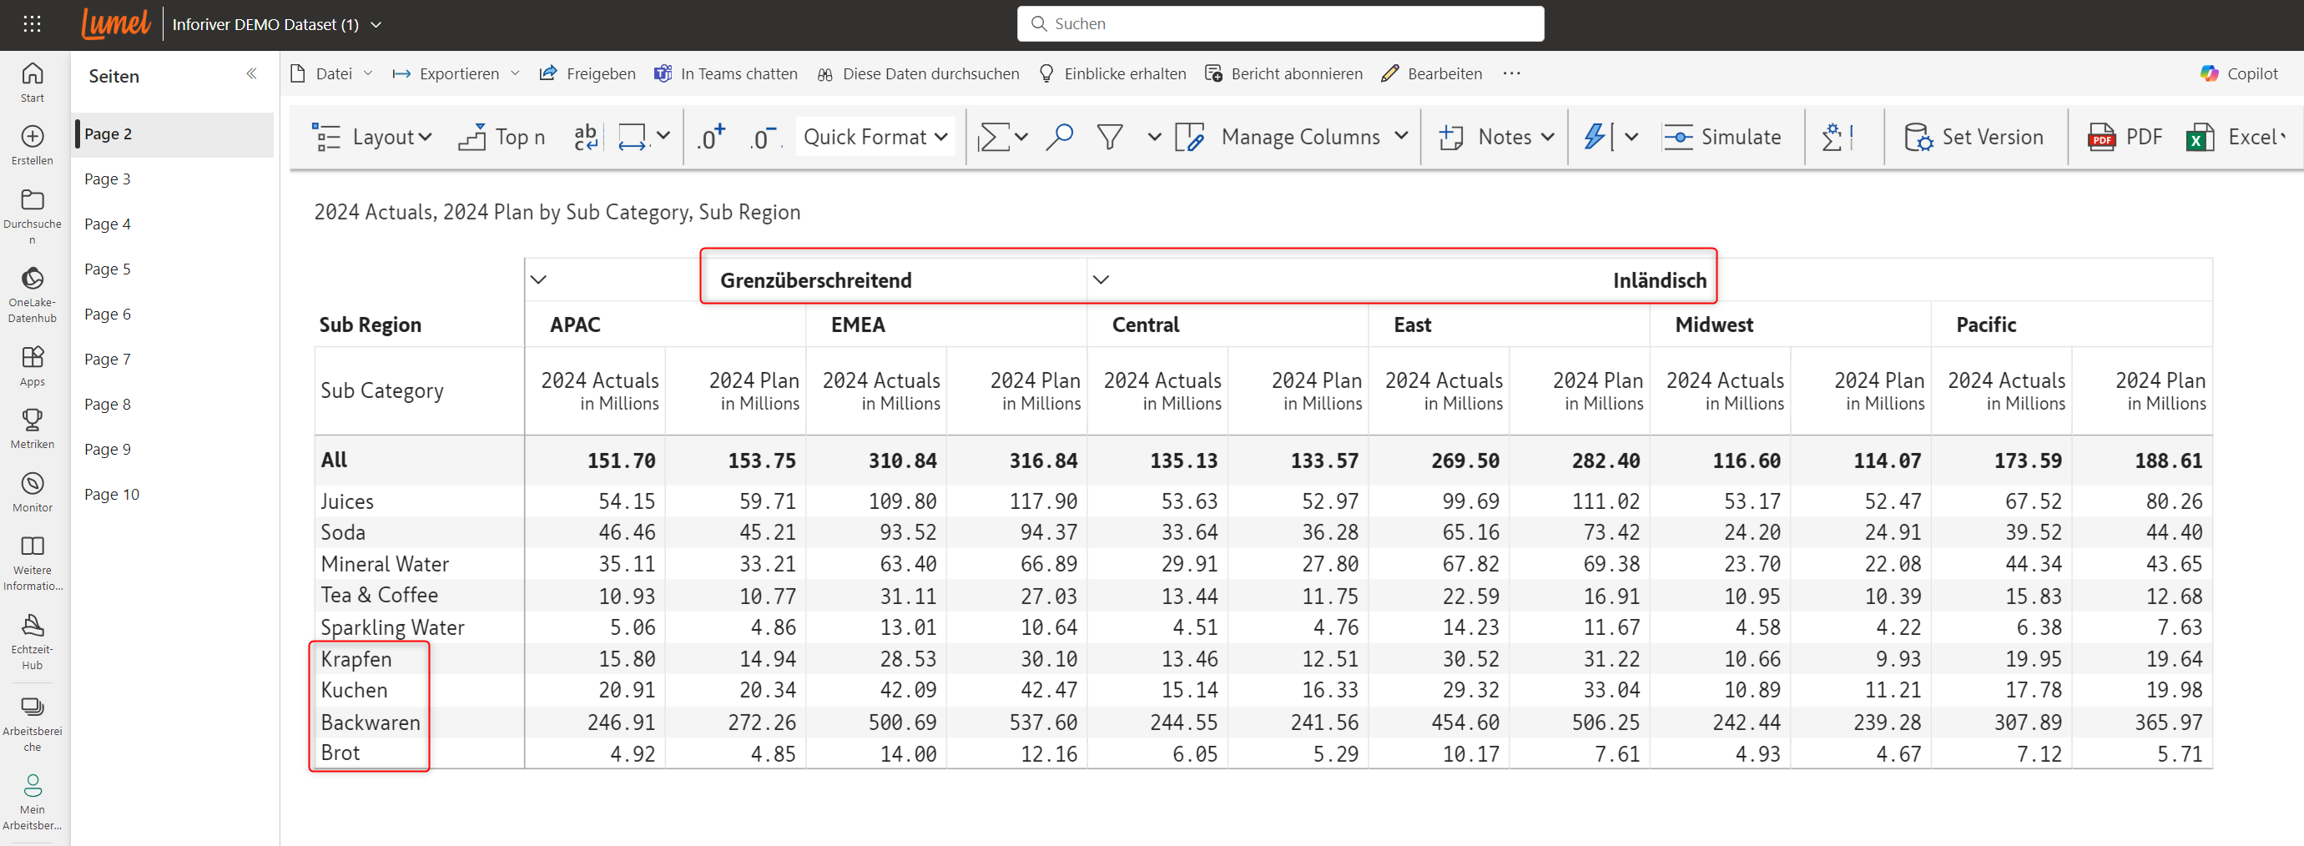 Lumel
Inforiver DEMO Dataset (1)
Suchen
Start
Erstellen
Durchsuche
n
OneLake-
Datenhub
Apps
Metriken
Monitor
Weitere
Informatio...
Echtzeit-
Hub
Arbeitsberei
che
Mein
Arbeitsber...
Seiten
Page 2
Page 3
Page 4
Page 5
Page 6
Page 7
Page 8
Page 9
Page 10
Datei Exportieren Freigeben In Teams chatten Diese Daten durchsuchen Einblicke erhalten Bericht abonnieren Bearbeiten ... Copilot
Layout Top n Quick Format Manage Columns Notes Simulate Set Version PDF Excel
2024 Actuals, 2024 Plan by Sub Category, Sub Region
Grenzüberschreitend Inländisch
Sub Region APAC EMEA Central East Midwest Pacific
Sub Category 2024 Actuals 2024 Plan 2024 Actuals 2024 Plan 2024 Actuals 2024 Plan 2024 Actuals 2024 Plan 2024 Actuals 2024 Plan 2024 Actuals 2024 Plan
in Millions in Millions in Millions in Millions in Millions in Millions in Millions in Millions in Millions in Millions in Millions in Millions
All 151.70 153.75 310.84 316.84 135.13 133.57 269.50 282.40 116.60 114.07 173.59 188.61
Juices 54.15 59.71 109.80 117.90 53.63 52.97 99.69 111.02 53.17 52.47 67.52 80.26
Soda 46.46 45.21 93.52 94.37 33.64 36.28 65.16 73.42 24.20 24.91 39.52 44.40
Mineral Water 35.11 33.21 63.40 66.89 29.91 27.80 67.82 69.38 23.70 22.08 44.34 43.65
Tea & Coffee 10.93 10.77 31.11 27.03 13.44 11.75 22.59 16.91 10.95 10.39 15.83 12.68
Sparkling Water 5.06 4.86 13.01 10.64 4.51 4.76 14.23 11.67 4.58 4.22 6.38 7.63
Krapfen 15.80 14.94 28.53 30.10 13.46 12.51 30.52 31.22 10.66 9.93 19.95 19.64
Kuchen 20.91 20.34 42.09 42.47 15.14 16.33 29.32 33.04 10.89 11.21 17.78 19.98
Backwaren 246.91 272.26 500.69 537.60 244.55 241.56 454.60 506.25 242.44 239.28 307.89 365.97
Brot 4.92 4.85 14.00 12.16 6.05 5.29 10.17 7.61 4.93 4.67 7.12 5.71